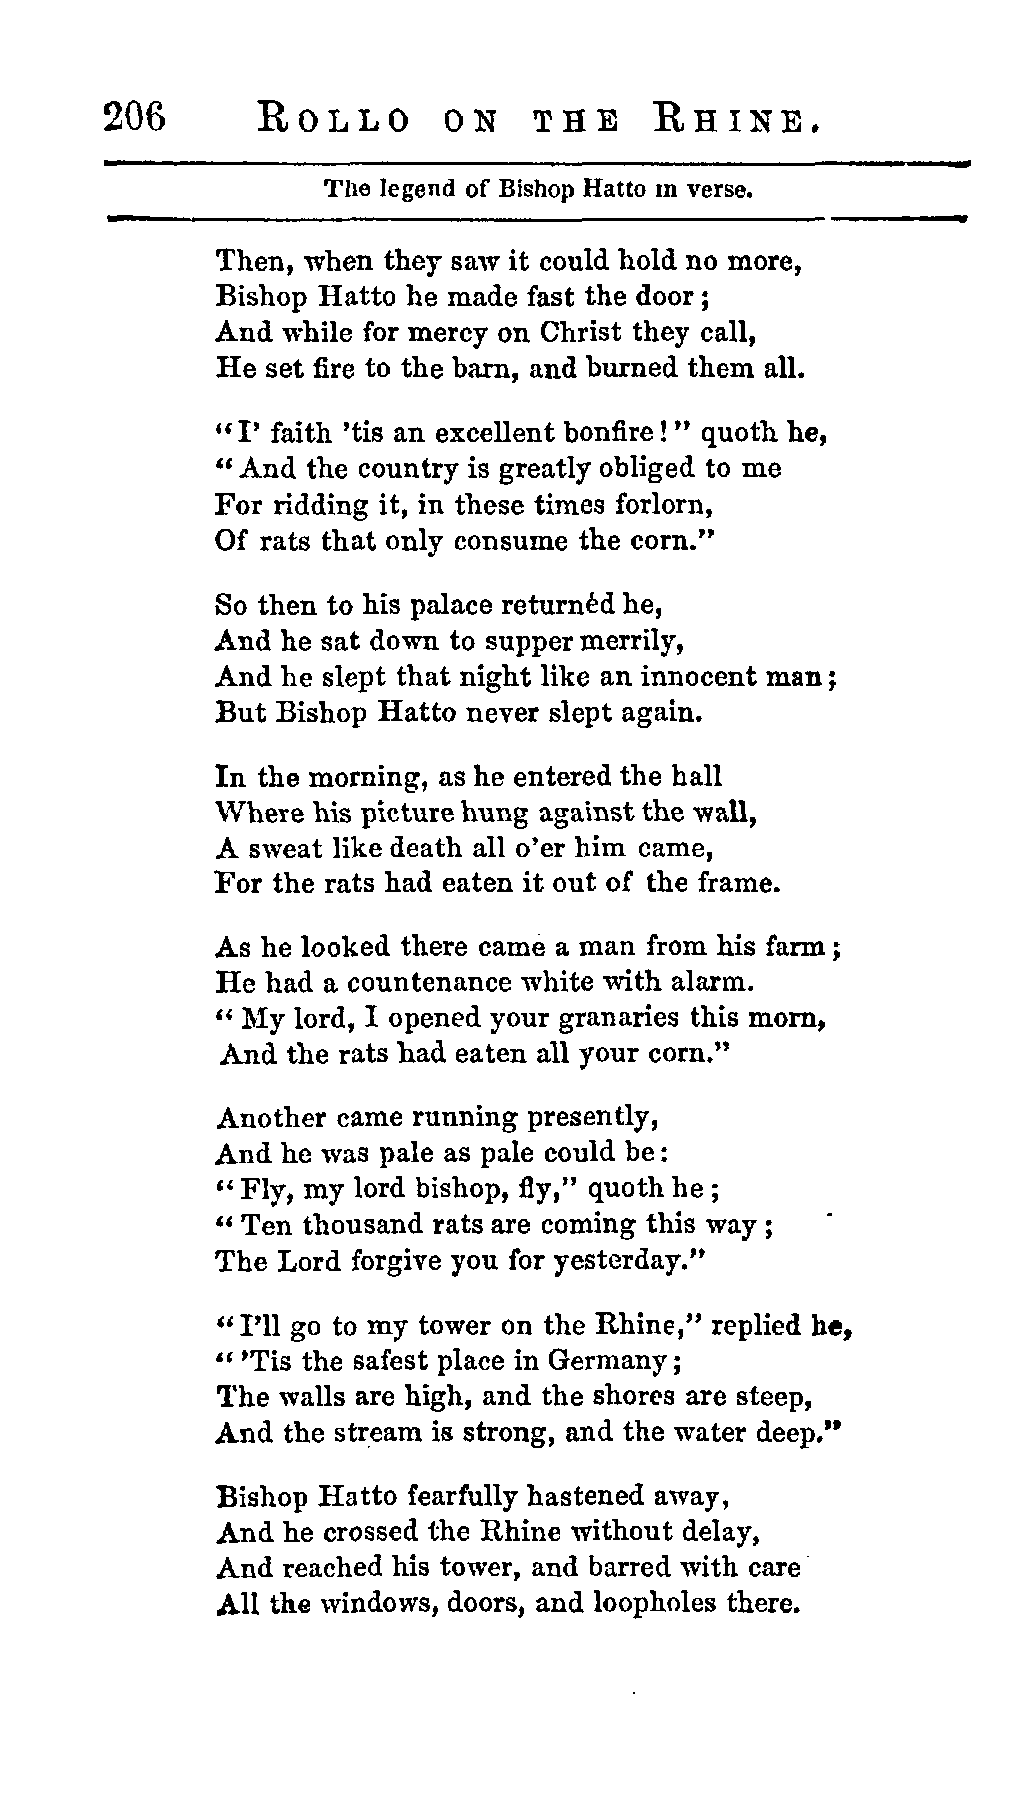 206 ROLLO ON THE RHINE.
The legend of Bishop Hatto in verse.
Then, when they saw it could hold no more,
Bishop Hatto he made fast the door;
And while for mercy on Christ they call,
He set fire to the barn, and burned them all.
"I' faith 'tis an excellent bonfire!" quoth he,
"And the country is greatly obliged to me
For ridding it, in these times forlorn,
Of rats that only consume the corn."
So then to his palace returnéd he,
And he sat down to supper merrily,
And he slept that night like an innocent man;
But Bishop Hatto never slept again.
In the morning, as he entered the hall
Where his picture hung against the wall,
A sweat like death all o'er him came,
For the rats had eaten it out of the frame.
As he looked there came a man from his farm;
He had a countenance white with alarm.
"My lord, I opened your granaries this morn,
And the rats had eaten all your corn."
Another came running presently,
And he was pale as pale could be:
"Fly, my lord bishop, fly," quoth he;
"Ten thousand rats are coming this way;
The Lord forgive you for yesterday."
"I'll go to my tower on the Rhine," replied he,
"'Tis the safest place in Germany;
The walls are high, and the shores are steep,
And the stream is strong, and the water deep."
Bishop Hatto fearfully hastened away,
And he crossed the Rhine without delay,
And reached his tower, and barred with care
All the windows, doors, and loopholes there.